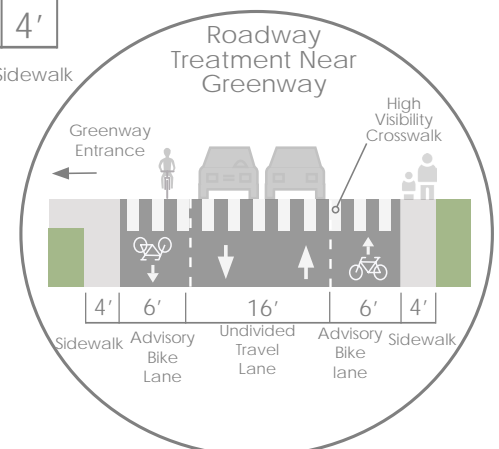 4′
Sidewalk
Roadway
Treatment Near
Greenway
High
Visibility
Crosswalk
Greenway
Entrance
4′ 6′ 16′ 6′ 4′
Sidewalk
Advisory
Bike
Lane
Undivided
Travel
Lane
Advisory
Bike
lane
Sidewalk